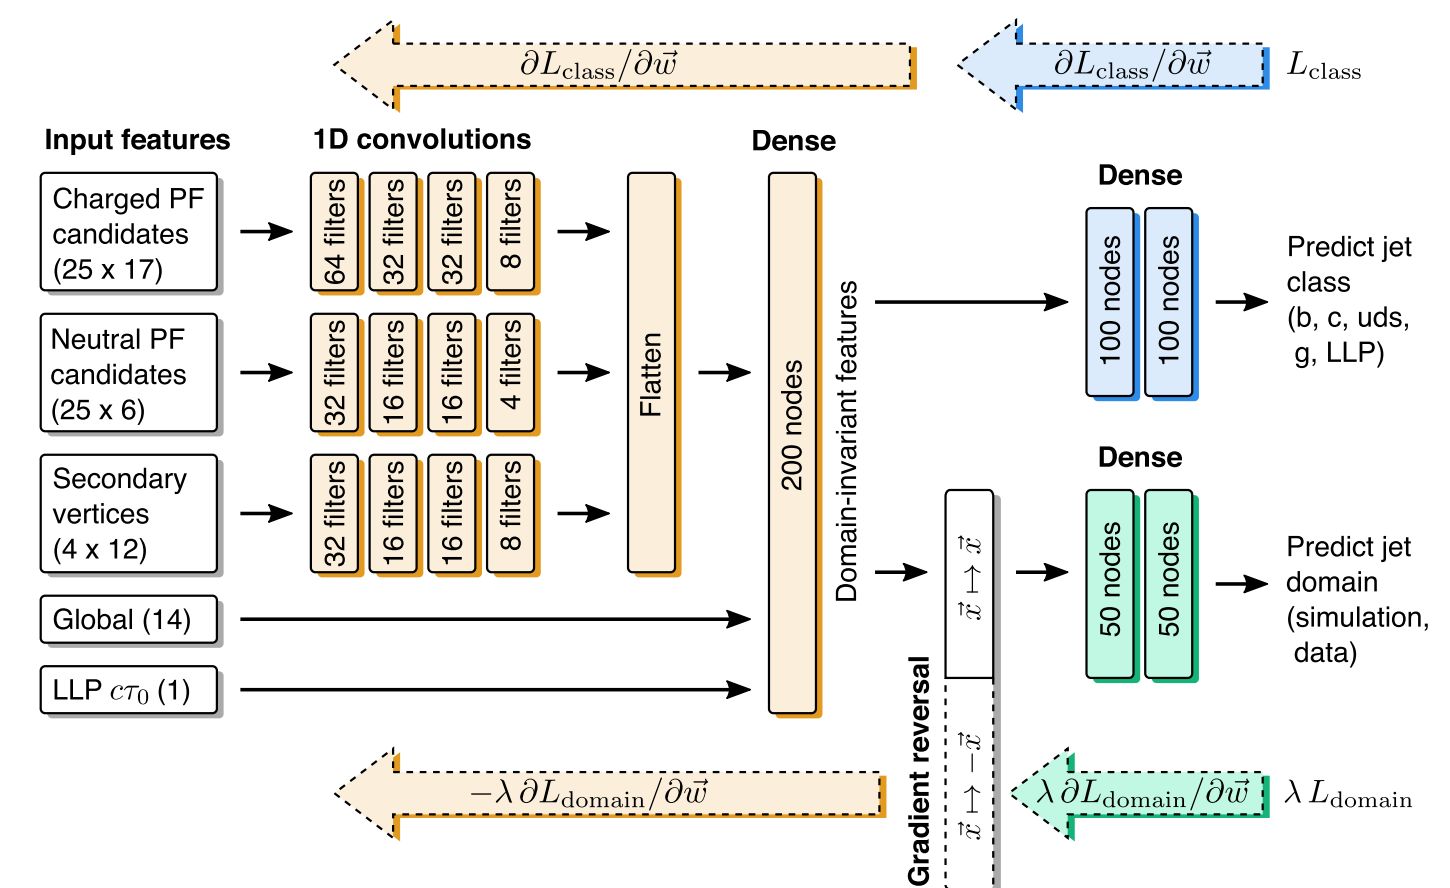 ∂L_class/∂w⃗
∂L_class/∂w⃗
L_class
Input features
1D convolutions
Dense
Dense
Charged PF
candidates
(25 x 17)
64 filters
32 filters
32 filters
8 filters
Neutral PF
candidates
(25 x 6)
32 filters
16 filters
16 filters
4 filters
Secondary
vertices
(4 x 12)
32 filters
16 filters
16 filters
8 filters
Global (14)
LLP cτ₀ (1)
Flatten
200 nodes
Domain-invariant features
100 nodes
100 nodes
Predict jet
class
(b, c, uds,
g, LLP)
Dense
x⃗ ↦ x⃗
50 nodes
50 nodes
Predict jet
domain
(simulation,
data)
Gradient reversal
x⃗ ↦ −x⃗
−λ ∂L_domain/∂w⃗
λ ∂L_domain/∂w⃗
λ L_domain